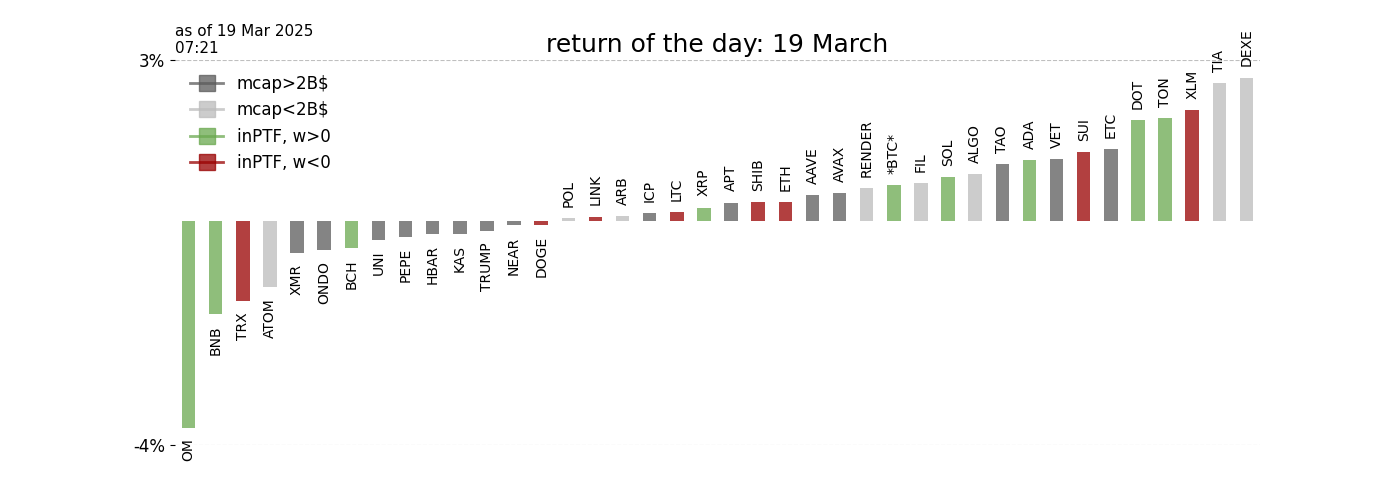 as of 19 Mar 2025
07:21
return of the day: 19 March
3%
-4%
mcap>2B$
mcap<2B$
inPTF, w>0
inPTF, w<0
OM
BNB
TRX
ATOM
XMR
ONDO
BCH
UNI
PEPE
HBAR
KAS
TRUMP
NEAR
DOGE
POL
LINK
ARB
ICP
LTC
XRP
APT
SHIB
ETH
AAVE
AVAX
RENDER
*BTC*
FIL
SOL
ALGO
TAO
ADA
VET
SUI
ETC
DOT
TON
XLM
TIA
DEXE